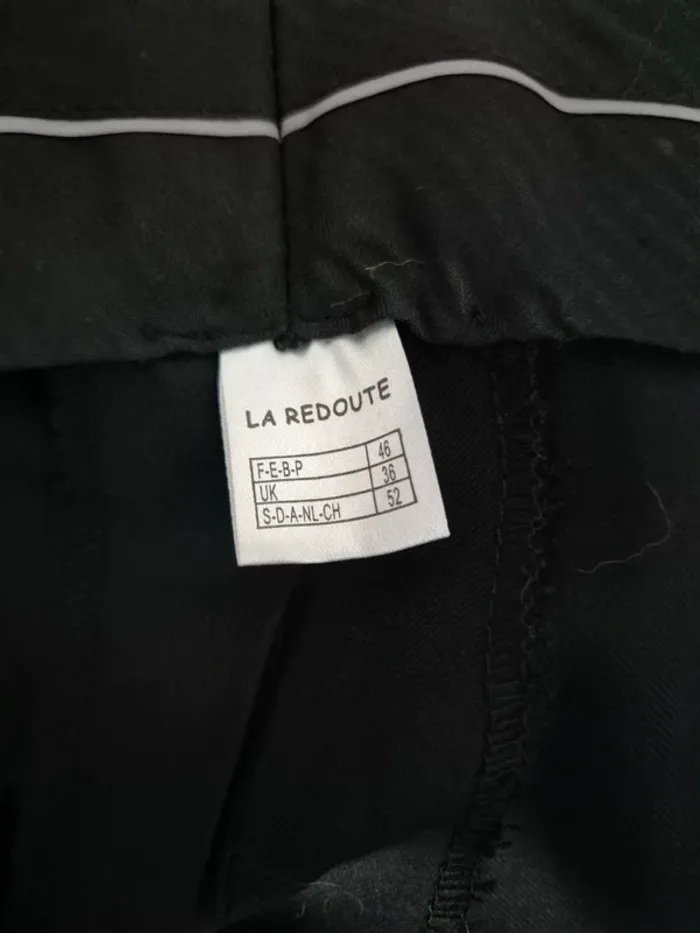 LA REDOUTE
F-E-B-P 46
UK 36
S-D-A-NL-CH 52